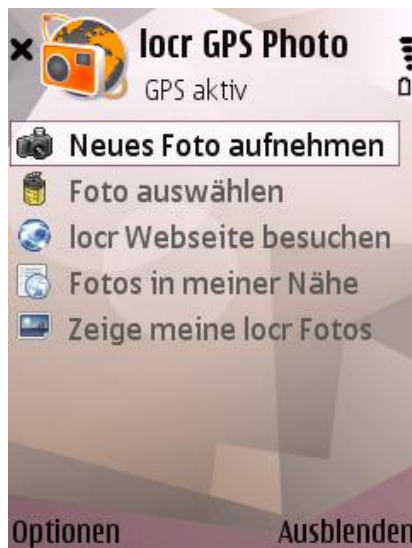 locr GPS Photo
GPS aktiv
Neues Foto aufnehmen
Foto auswählen
locr Webseite besuchen
Fotos in meiner Nähe
Zeige meine locr Fotos
Optionen Ausblenden